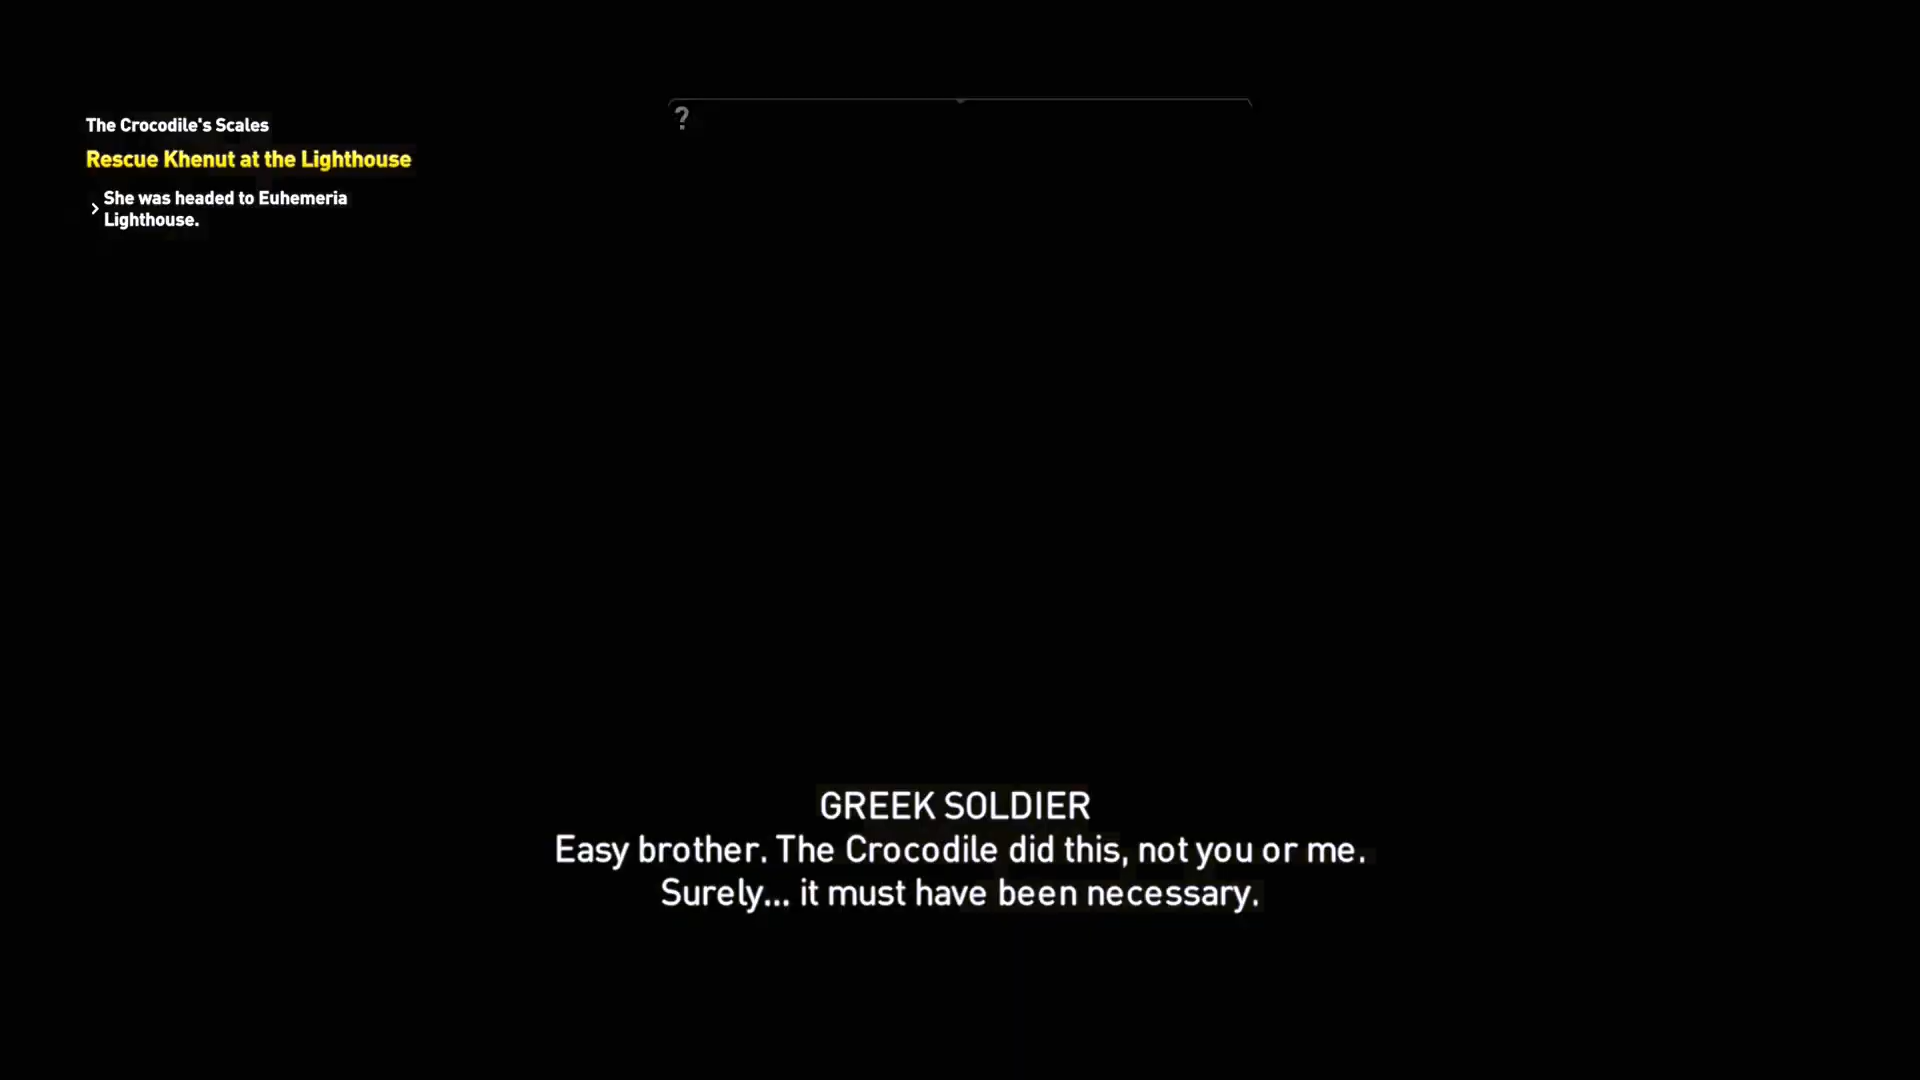 The Crocodile's Scales
Rescue Khenut at the Lighthouse
She was headed to Euhemeria
Lighthouse.
?
GREEK SOLDIER
Easy brother. The Crocodile did this, not you or me.
Surely... it must have been necessary.